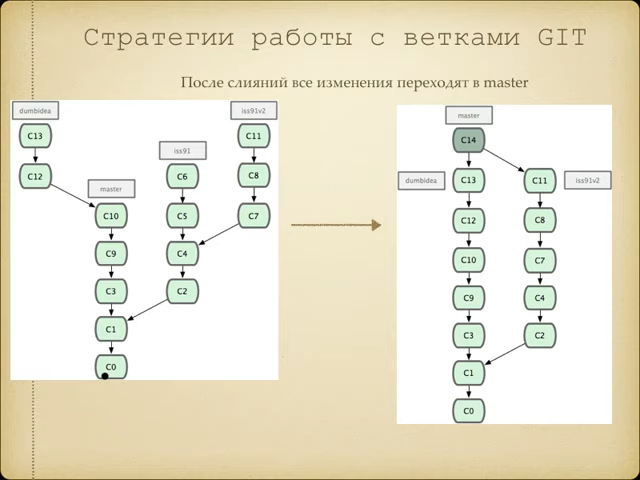 Стратегии работы с ветками GIT
После слияний все изменения переходят в master
dumbidea
iss91v2
C13
C11
iss91
C12
C6
C8
master
C10
C5
C7
C9
C4
C3
C2
C1
C0
master
C14
dumbidea
C13
C11
iss91v2
C12
C8
C10
C7
C9
C4
C3
C2
C1
C0